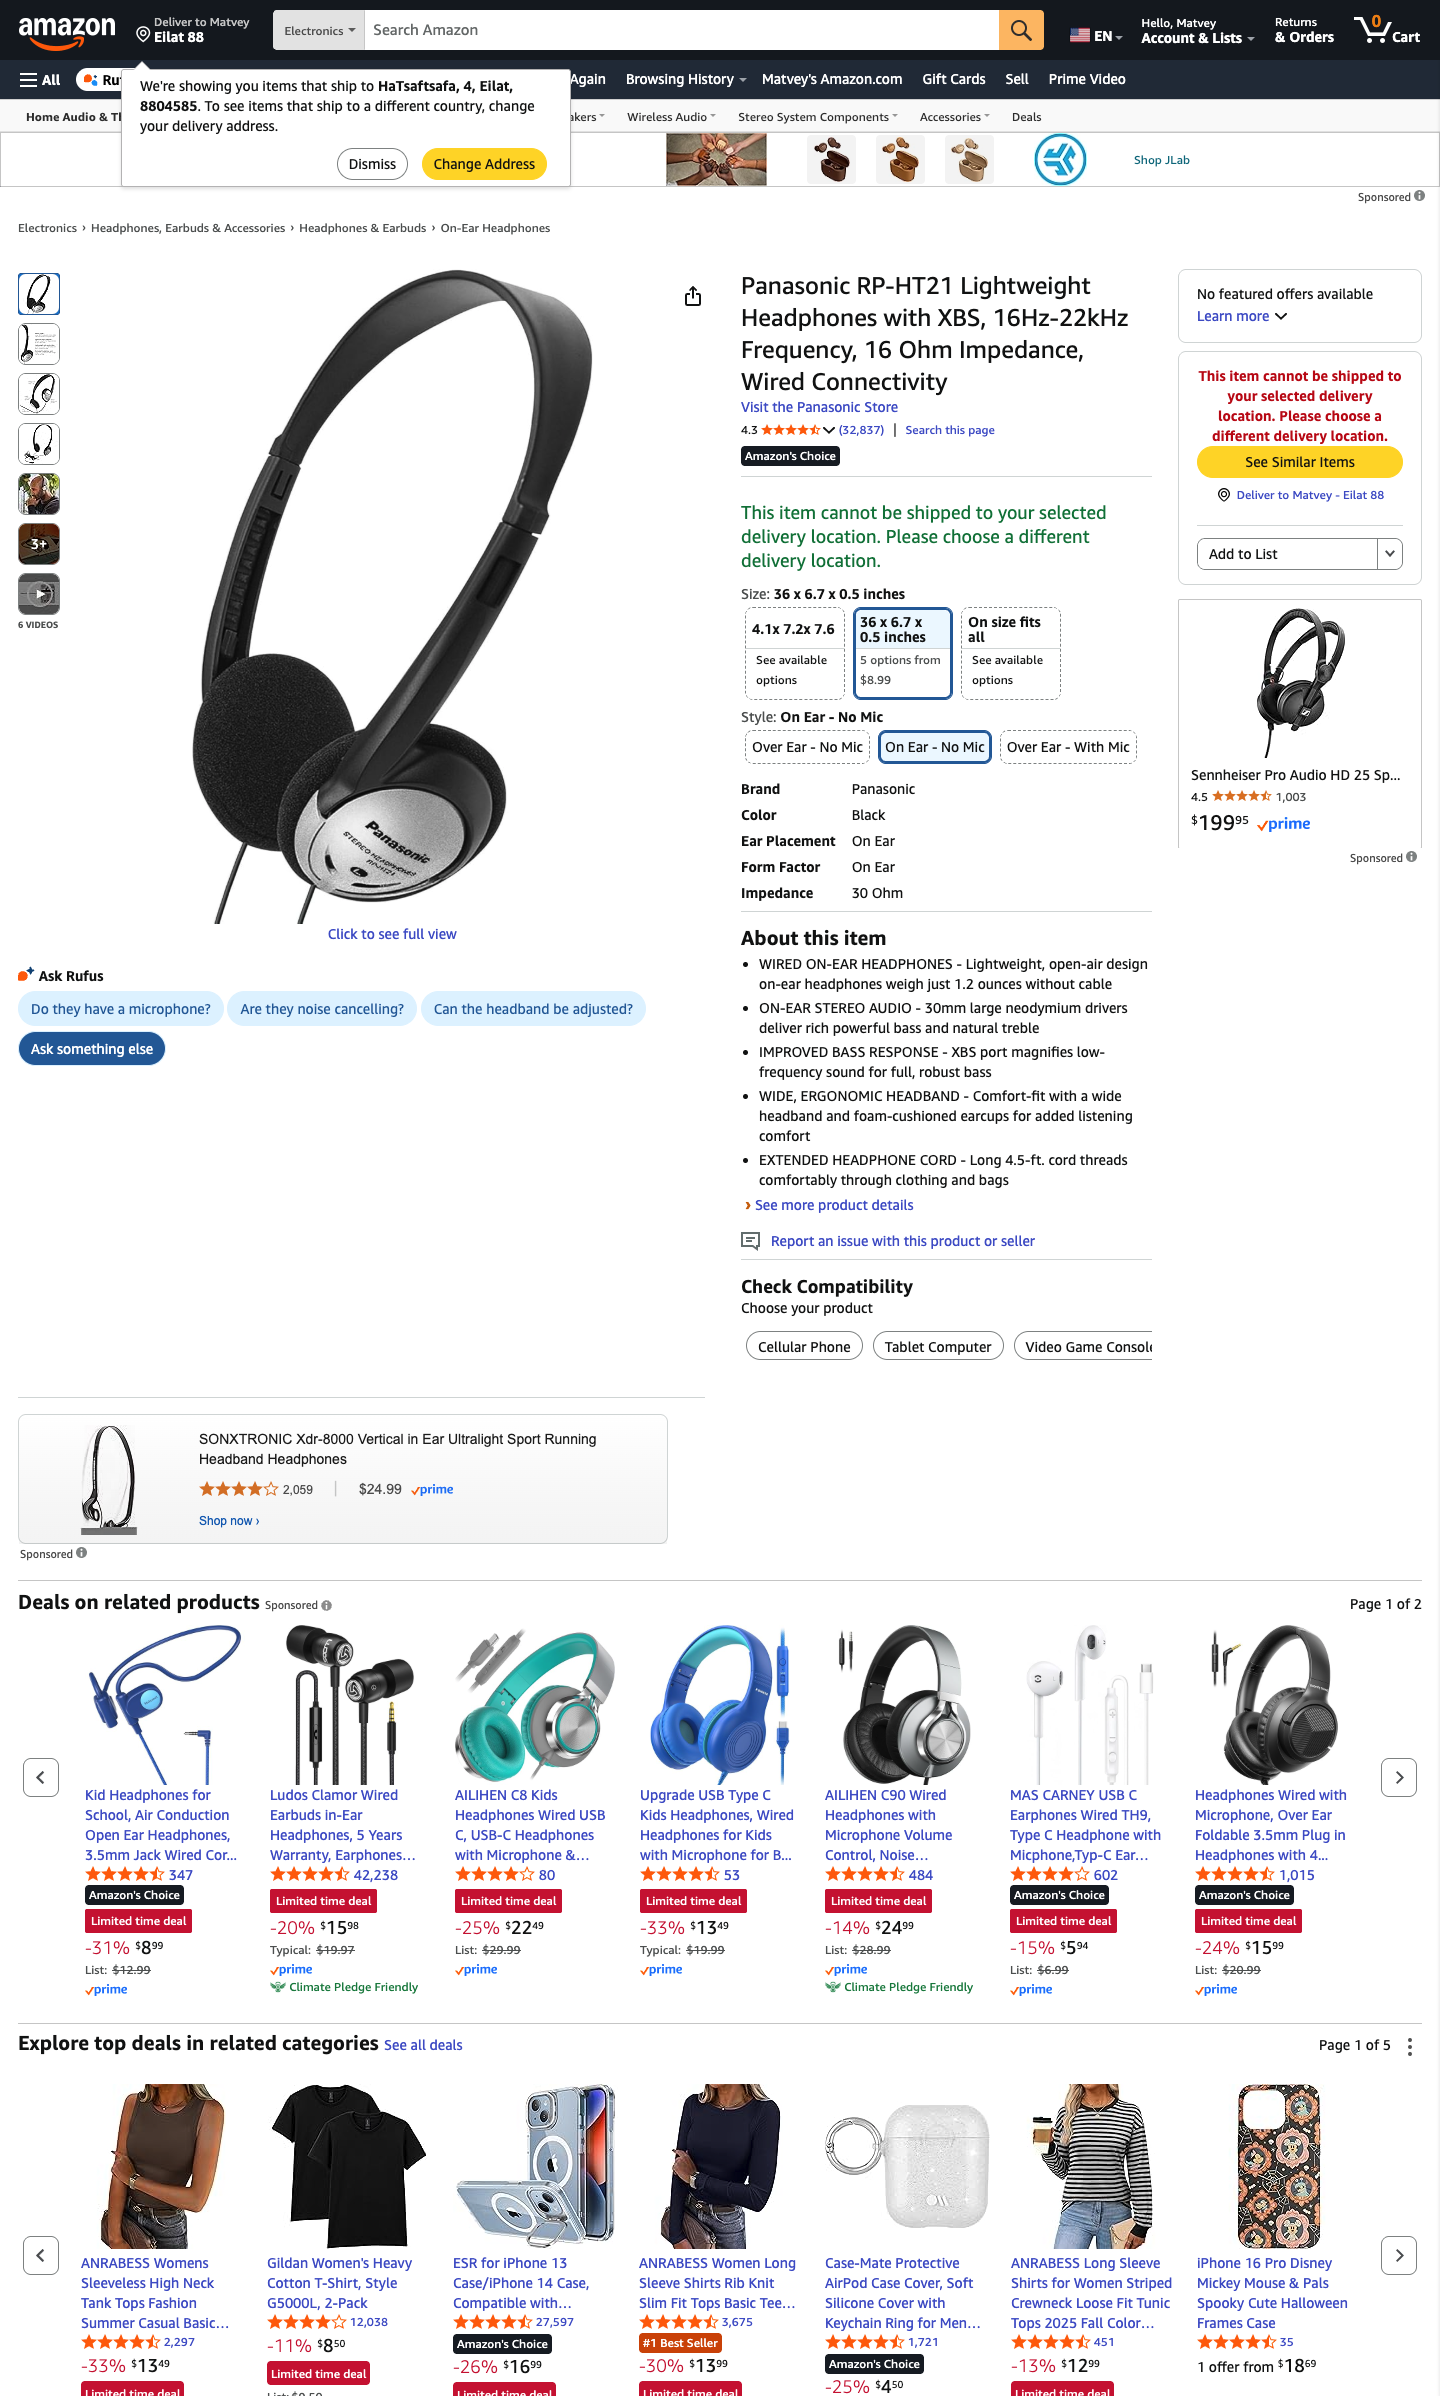 amazon
Deliver to Matvey
Eilat 88
Electronics
Search Amazon
EN
Hello, Matvey
Account & Lists
Returns
& Orders
0
Cart
All
Again
Browsing History
Matvey's Amazon.com
Gift Cards
Sell
Prime Video
We're showing you items that ship to HaTsaftsafa, 4, Eilat,
8804585. To see items that ship to a different country, change
your delivery address.
Dismiss
Change Address
Home Audio &
Wireless Audio
Stereo System Components
Accessories
Deals
Shop JLab
Sponsored
Electronics › Headphones, Earbuds & Accessories › Headphones & Earbuds › On-Ear Headphones
3+
6 VIDEOS
Panasonic
STEREO HEADPHONES
RP-HT21
L
Click to see full view
Ask Rufus
Do they have a microphone?
Are they noise cancelling?
Can the headband be adjusted?
Ask something else
Panasonic RP-HT21 Lightweight
Headphones with XBS, 16Hz-22kHz
Frequency, 16 Ohm Impedance,
Wired Connectivity
Visit the Panasonic Store
4.3 (32,837) | Search this page
Amazon's Choice
This item cannot be shipped to your selected
delivery location. Please choose a different
delivery location.
Size: 36 x 6.7 x 0.5 inches
4.1x 7.2x 7.6
See available
options
36 x 6.7 x
0.5 inches
5 options from
$8.99
On size fits
all
See available
options
Style: On Ear - No Mic
Over Ear - No Mic
On Ear - No Mic
Over Ear - With Mic
Brand Panasonic
Color Black
Ear Placement On Ear
Form Factor On Ear
Impedance 30 Ohm
About this item
• WIRED ON-EAR HEADPHONES - Lightweight, open-air design
on-ear headphones weigh just 1.2 ounces without cable
• ON-EAR STEREO AUDIO - 30mm large neodymium drivers
deliver rich powerful bass and natural treble
• IMPROVED BASS RESPONSE - XBS port magnifies low-
frequency sound for full, robust bass
• WIDE, ERGONOMIC HEADBAND - Comfort-fit with a wide
headband and foam-cushioned earcups for added listening
comfort
• EXTENDED HEADPHONE CORD - Long 4.5-ft. cord threads
comfortably through clothing and bags
› See more product details
Report an issue with this product or seller
Check Compatibility
Choose your product
Cellular Phone
Tablet Computer
Video Game Console
No featured offers available
Learn more
This item cannot be shipped to
your selected delivery
location. Please choose a
different delivery location.
See Similar Items
Deliver to Matvey - Eilat 88
Add to List
Sennheiser Pro Audio HD 25 Sp...
4.5 1,003
$19995 prime
Sponsored
SONXTRONIC Xdr-8000 Vertical in Ear Ultralight Sport Running
Headband Headphones
2,059 | $24.99 prime
Shop now ›
Sponsored
Deals on related products Sponsored
Page 1 of 2
Kid Headphones for
School, Air Conduction
Open Ear Headphones,
3.5mm Jack Wired Cor...
347
Amazon's Choice
Limited time deal
-31% $899
List: $12.99
prime
Ludos Clamor Wired
Earbuds in-Ear
Headphones, 5 Years
Warranty, Earphones...
42,238
Limited time deal
-20% $1598
Typical: $19.97
prime
Climate Pledge Friendly
AILIHEN C8 Kids
Headphones Wired USB
C, USB-C Headphones
with Microphone &...
80
Limited time deal
-25% $2249
List: $29.99
prime
Upgrade USB Type C
Kids Headphones, Wired
Headphones for Kids
with Microphone for B...
53
Limited time deal
-33% $1349
Typical: $19.99
prime
AILIHEN C90 Wired
Headphones with
Microphone Volume
Control, Noise...
484
Limited time deal
-14% $2499
List: $28.99
prime
Climate Pledge Friendly
MAS CARNEY USB C
Earphones Wired TH9,
Type C Headphone with
Micphone,Typ-C Ear...
602
Amazon's Choice
Limited time deal
-15% $594
List: $6.99
prime
Headphones Wired with
Microphone, Over Ear
Foldable 3.5mm Plug in
Headphones with 4...
1,015
Amazon's Choice
Limited time deal
-24% $1599
List: $20.99
prime
Explore top deals in related categories See all deals
Page 1 of 5
ANRABESS Womens
Sleeveless High Neck
Tank Tops Fashion
Summer Casual Basic...
2,297
-33% $1349
Limited time deal
Gildan Women's Heavy
Cotton T-Shirt, Style
G5000L, 2-Pack
12,038
-11% $850
Limited time deal
ESR for iPhone 13
Case/iPhone 14 Case,
Compatible with...
27,597
Amazon's Choice
-26% $1699
Limited time deal
ANRABESS Women Long
Sleeve Shirts Rib Knit
Slim Fit Tops Basic Tee...
3,675
#1 Best Seller
-30% $1399
Limited time deal
Case-Mate Protective
AirPod Case Cover, Soft
Silicone Cover with
Keychain Ring for Men...
1,721
Amazon's Choice
-25% $450
ANRABESS Long Sleeve
Shirts for Women Striped
Crewneck Loose Fit Tunic
Tops 2025 Fall Color...
451
-13% $1299
Limited time deal
iPhone 16 Pro Disney
Mickey Mouse & Pals
Spooky Cute Halloween
Frames Case
35
1 offer from $1869